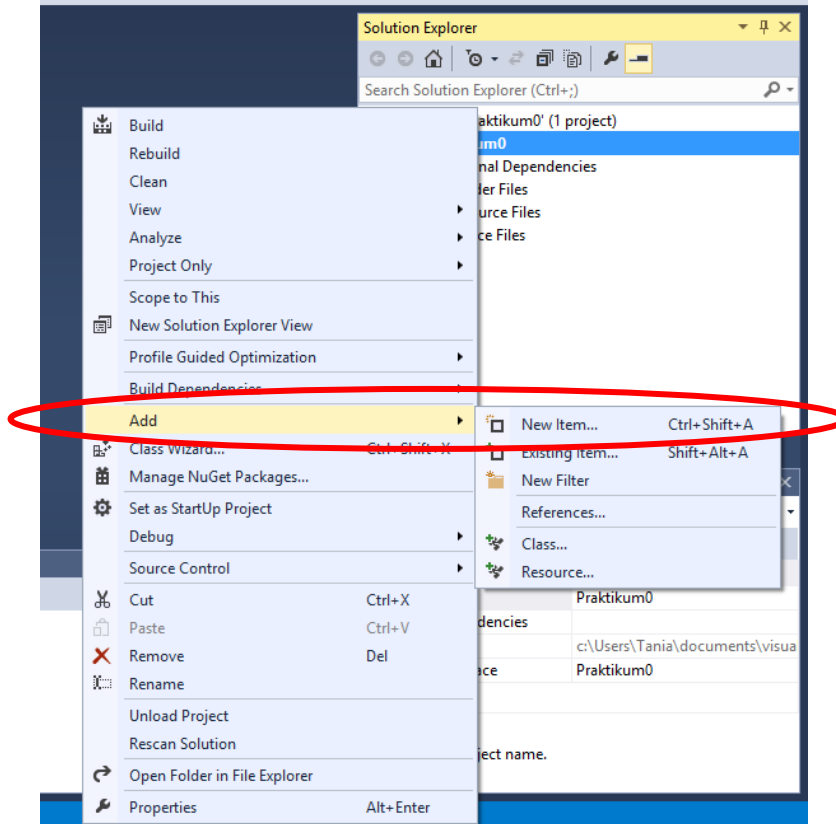 Solution Explorer
Search Solution Explorer (Ctrl+;)
aktikum0' (1 project)
um0
nal Dependencies
der Files
urce Files
ce Files
Build
Rebuild
Clean
View
Analyze
Project Only
Scope to This
New Solution Explorer View
Profile Guided Optimization
Build Dependencies
Add
Class Wizard... Ctrl+Shift+X
Manage NuGet Packages...
Set as StartUp Project
Debug
Source Control
Cut Ctrl+X
Paste Ctrl+V
Remove Del
Rename
Unload Project
Rescan Solution
Open Folder in File Explorer
Properties Alt+Enter
New Item... Ctrl+Shift+A
Existing Item... Shift+Alt+A
New Filter
References...
Class...
Resource...
Praktikum0
dencies
c:\Users\Tania\documents\visua
ace Praktikum0
ject name.